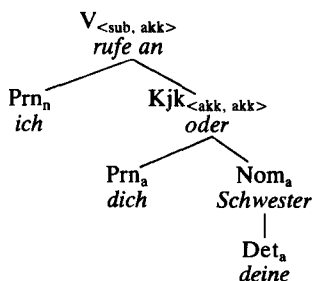 V<sub, akk>
rufe an
Prnn Kjk<akk, akk>
ich oder
Prna Noma
dich Schwester
Deta
deine